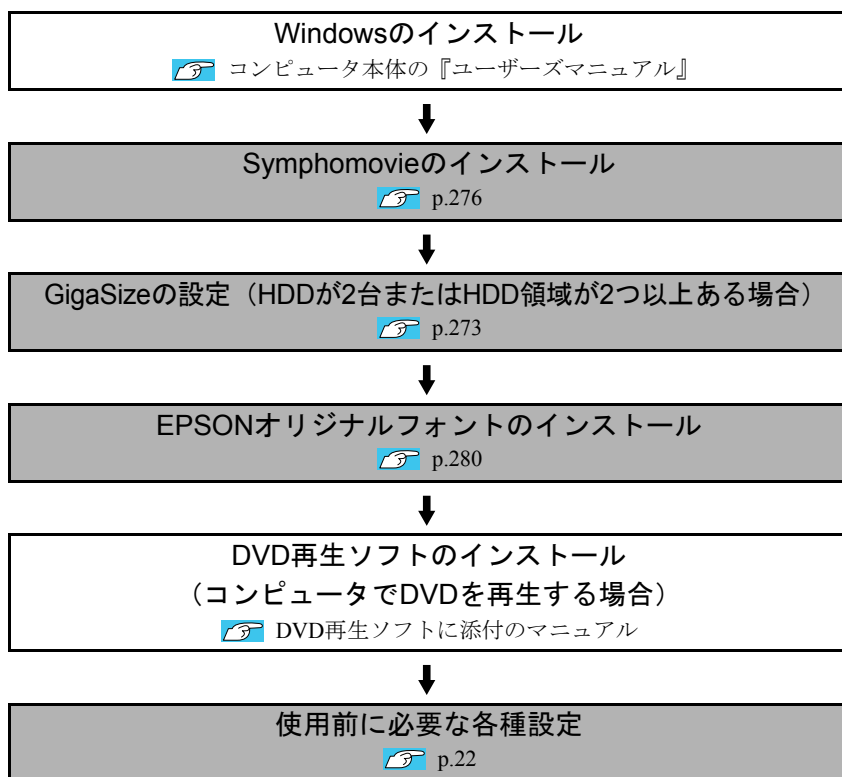 Windowsのインストール
コンピュータ本体の『ユーザーズマニュアル』
Symphomovieのインストール
p.276
GigaSizeの設定（HDDが2台またはHDD領域が2つ以上ある場合）
p.273
EPSONオリジナルフォントのインストール
p.280
DVD再生ソフトのインストール
（コンピュータでDVDを再生する場合）
DVD再生ソフトに添付のマニュアル
使用前に必要な各種設定
p.22